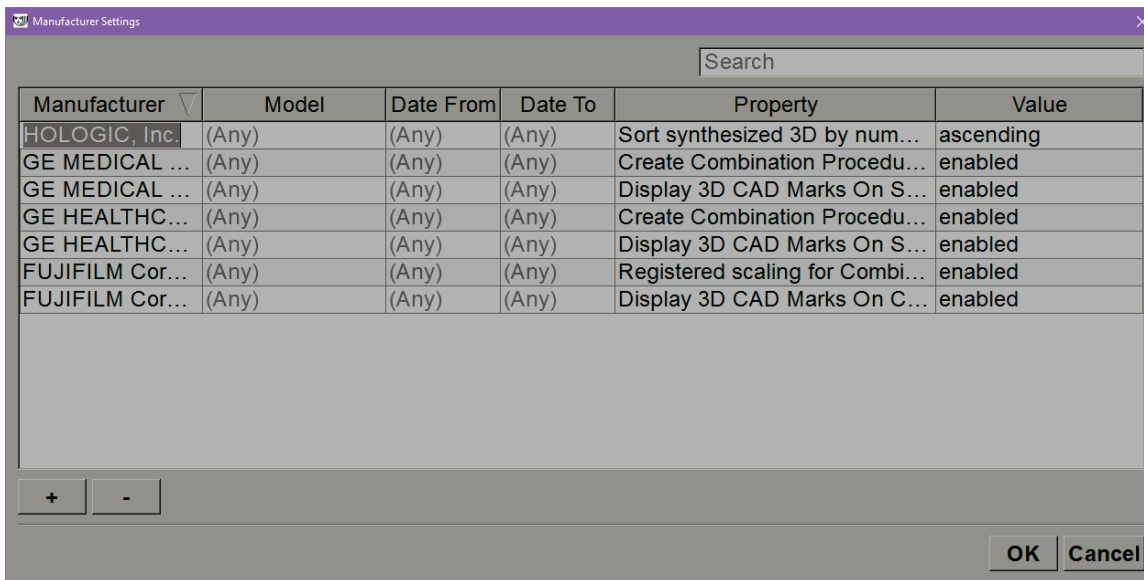 Manufacturer Settings
Search
Manufacturer Model Date From Date To Property Value
HOLOGIC, Inc. (Any) (Any) (Any) Sort synthesized 3D by num... ascending
GE MEDICAL ... (Any) (Any) (Any) Create Combination Procedu... enabled
GE MEDICAL ... (Any) (Any) (Any) Display 3D CAD Marks On S... enabled
GE HEALTHC... (Any) (Any) (Any) Create Combination Procedu... enabled
GE HEALTHC... (Any) (Any) (Any) Display 3D CAD Marks On S... enabled
FUJIFILM Cor... (Any) (Any) (Any) Registered scaling for Combi... enabled
FUJIFILM Cor... (Any) (Any) (Any) Display 3D CAD Marks On C... enabled
+ -
OK Cancel